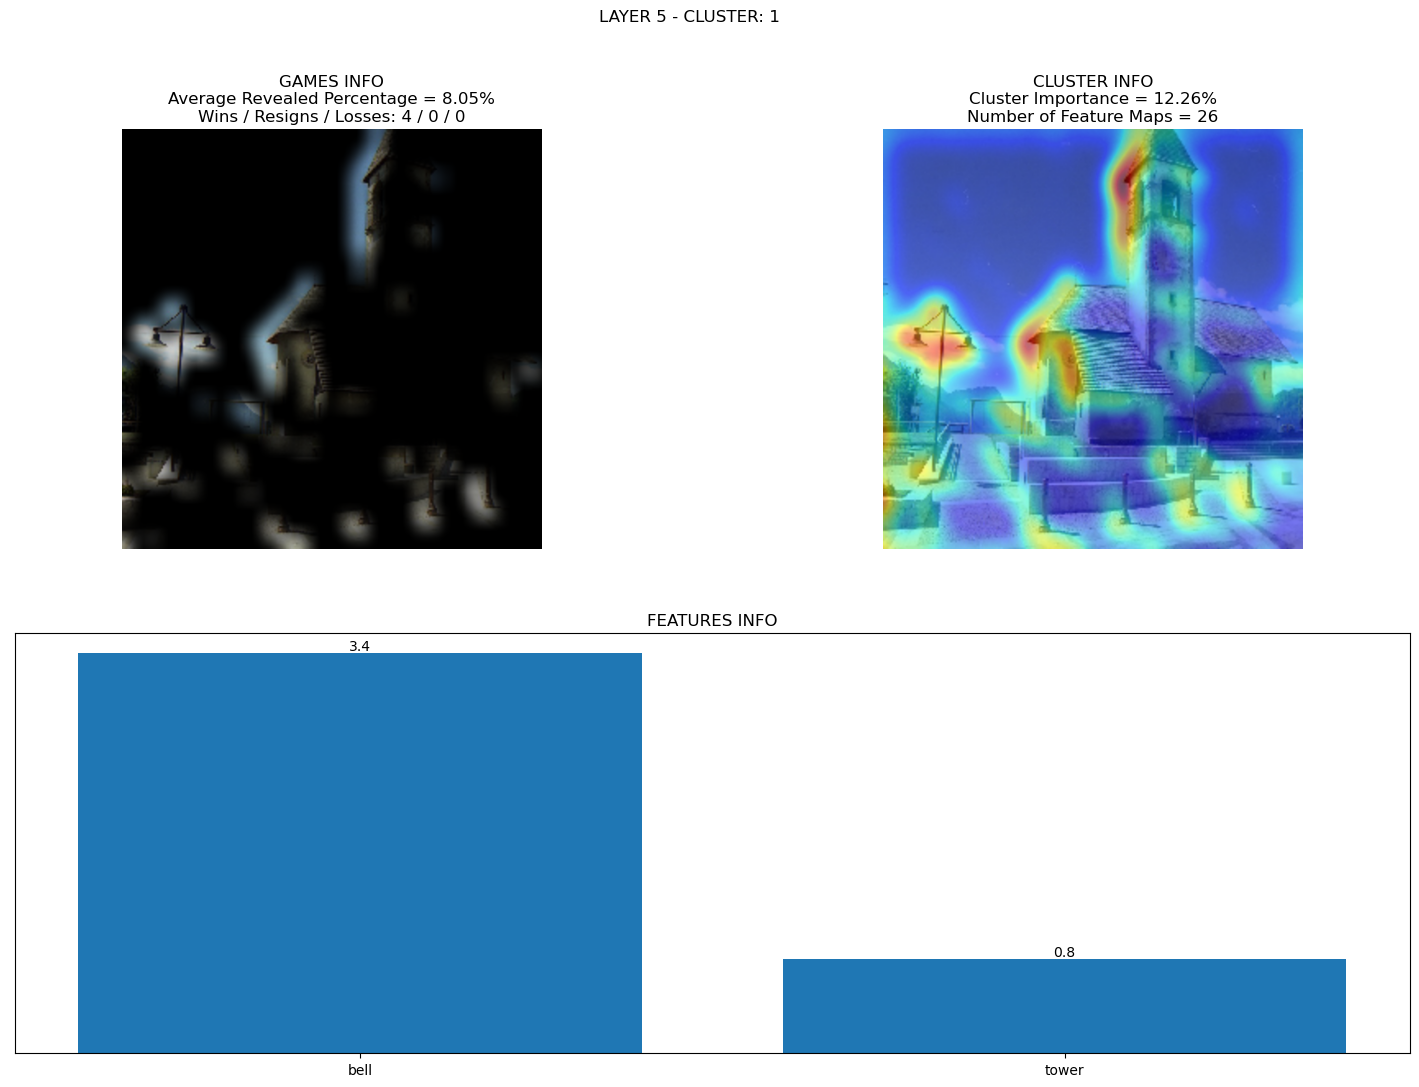 LAYER 5 - CLUSTER: 1
GAMES INFO
Average Revealed Percentage = 8.05%
Wins / Resigns / Losses: 4 / 0 / 0
CLUSTER INFO
Cluster Importance = 12.26%
Number of Feature Maps = 26
FEATURES INFO
3.4
0.8
bell
tower